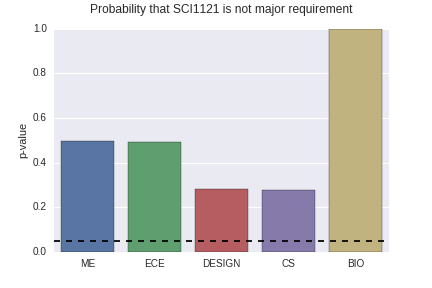 Probability that SCI1121 is not major requirement
1.0
0.8
0.6
0.4
0.2
0.0
p-value
ME ECE DESIGN CS BIO